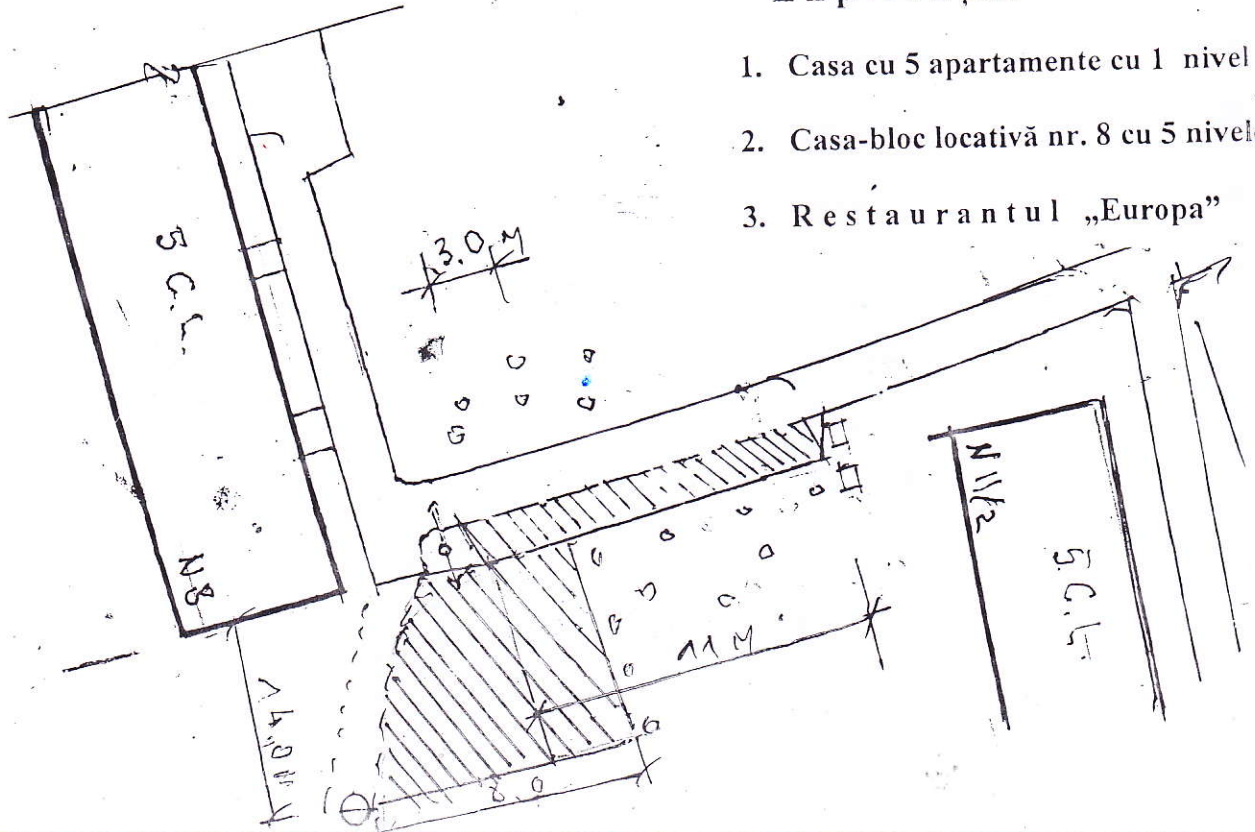 1. Casa cu 5 apartamente cu 1 nivel
2. Casa-bloc locativă nr. 8 cu 5 nivel
3. Restaurantul „Europa”
3.0 M
5 C.L.
N 8
N 11/2
5.C.L.
11 M
14,0 M
8.0